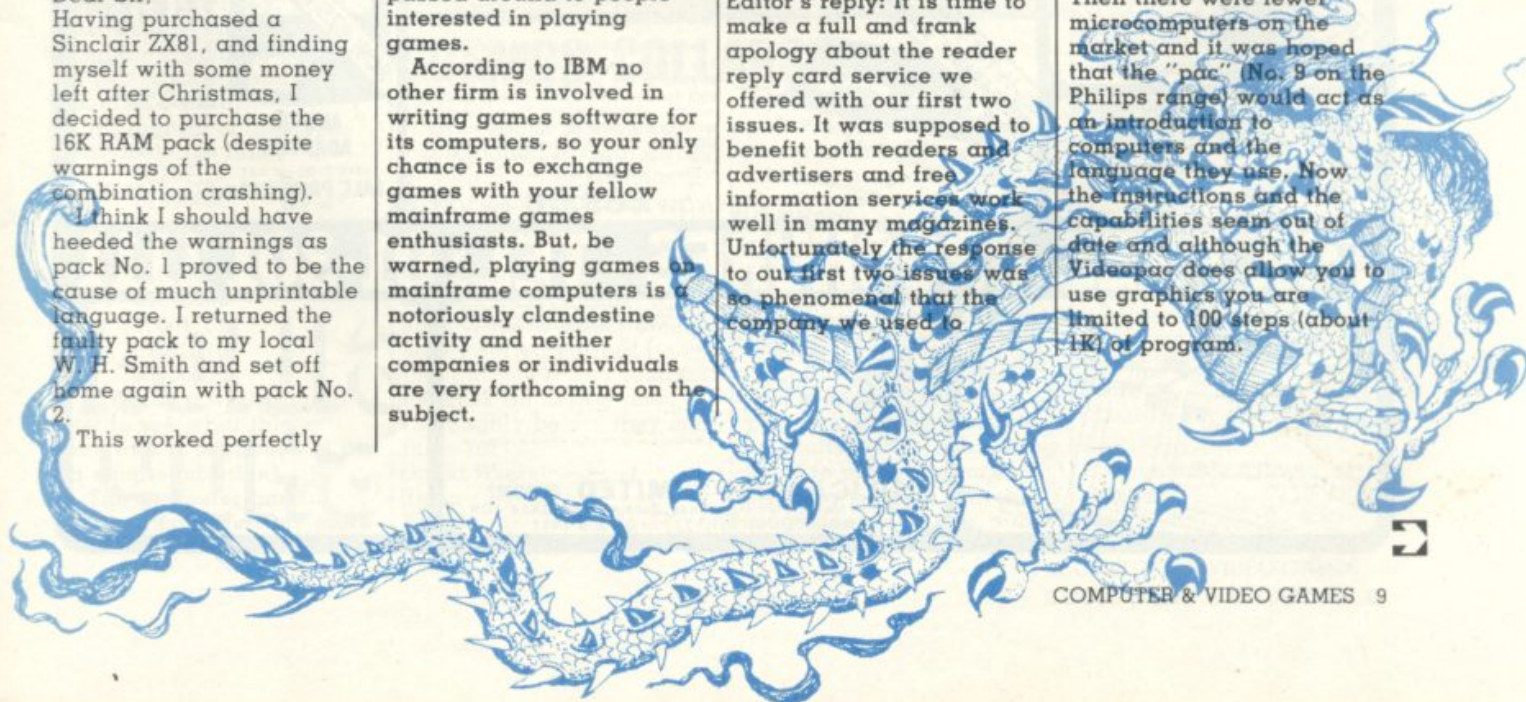 Dear Sir,
Having purchased a
Sinclair ZX81, and finding
myself with some money
left after Christmas, I
decided to purchase the
16K RAM pack (despite
warnings of the
combination crashing).
I think I should have
heeded the warnings as
pack No. 1 proved to be the
cause of much unprintable
language. I returned the
faulty pack to my local
W. H. Smith and set off
home again with pack No.
2.
This worked perfectly
passed around to people
interested in playing
games.
According to IBM no
other firm is involved in
writing games software for
its computers, so your only
chance is to exchange
games with your fellow
mainframe games
enthusiasts. But, be
warned, playing games on
mainframe computers is a
notoriously clandestine
activity and neither
companies or individuals
are very forthcoming on the
subject.
Editor's reply: It is time to
make a full and frank
apology about the reader
reply card service we
offered with our first two
issues. It was supposed to
benefit both readers and
advertisers and free
information services work
well in many magazines.
Unfortunately the response
to our first two issues was
so phenomenal that the
company we used to
Then there were fewer
microcomputers on the
market and it was hoped
that the "pac" (No. 9 on the
Philips range) would act as
an introduction to
computers and the
language they use. Now
the instructions and the
capabilities seem out of
date and although the
Videopac does allow you to
use graphics you are
limited to 100 steps (about
1K) of program.
COMPUTER & VIDEO GAMES 9